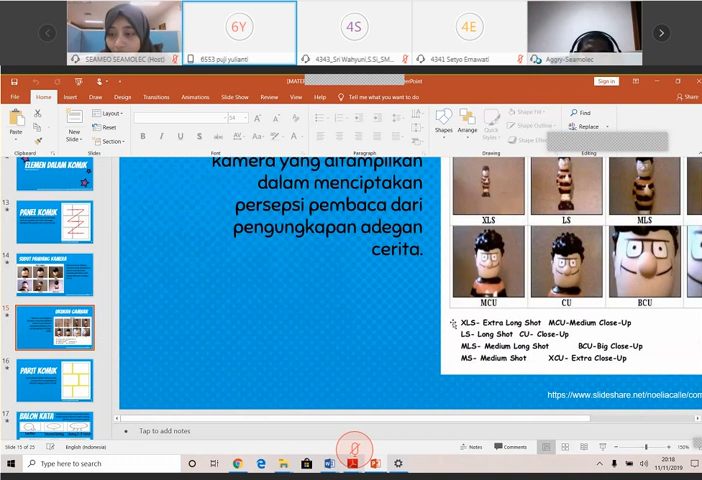 6Y
4S
4E
SEAMEO SEAMOLEC (Host)
6553 puji yulianti
4343_Sri Wahyuni.S.Si_SM...
4341 Setyo Ernawati
Aggry-Seamolec
[MATE
PowerPoint
Sign in
File
Home
Insert
Draw
Design
Transitions
Animations
Slide Show
Review
View
Help
Tell me what you want to do
Share
Paste
New
Slide
Layout
Reset
Section
54
Shapes
Arrange
Quick
Styles
Shape Fill
Shape Outline
Shape Effe
Find
Replace
Clipboard
Slides
Font
Paragraph
Drawing
Editing
ELEMEN DALAM KOMIK
13
PANEL KOMIK
14
SUDUT PANDANG KAMERA
15
UKURAN GAMBAR
16
PARIT KOMIK
17
BALON KATA
kamera yang ditampilkan
dalam menciptakan
persepsi pembaca dari
pengungkapan adegan
cerita.
XLS
LS
MLS
MCU
CU
BCU
XLS- Extra Long Shot MCU-Medium Close-Up
LS- Long Shot CU- Close-Up
MLS- Medium Long Shot BCU-Big Close-Up
MS- Medium Shot XCU- Extra Close-Up
https://www.slideshare.net/noeliacalle/com
Tap to add notes
Slide 15 of 23
English (Indonesia)
Notes
Comments
150%
Type here to search
20:18
11/11/2019